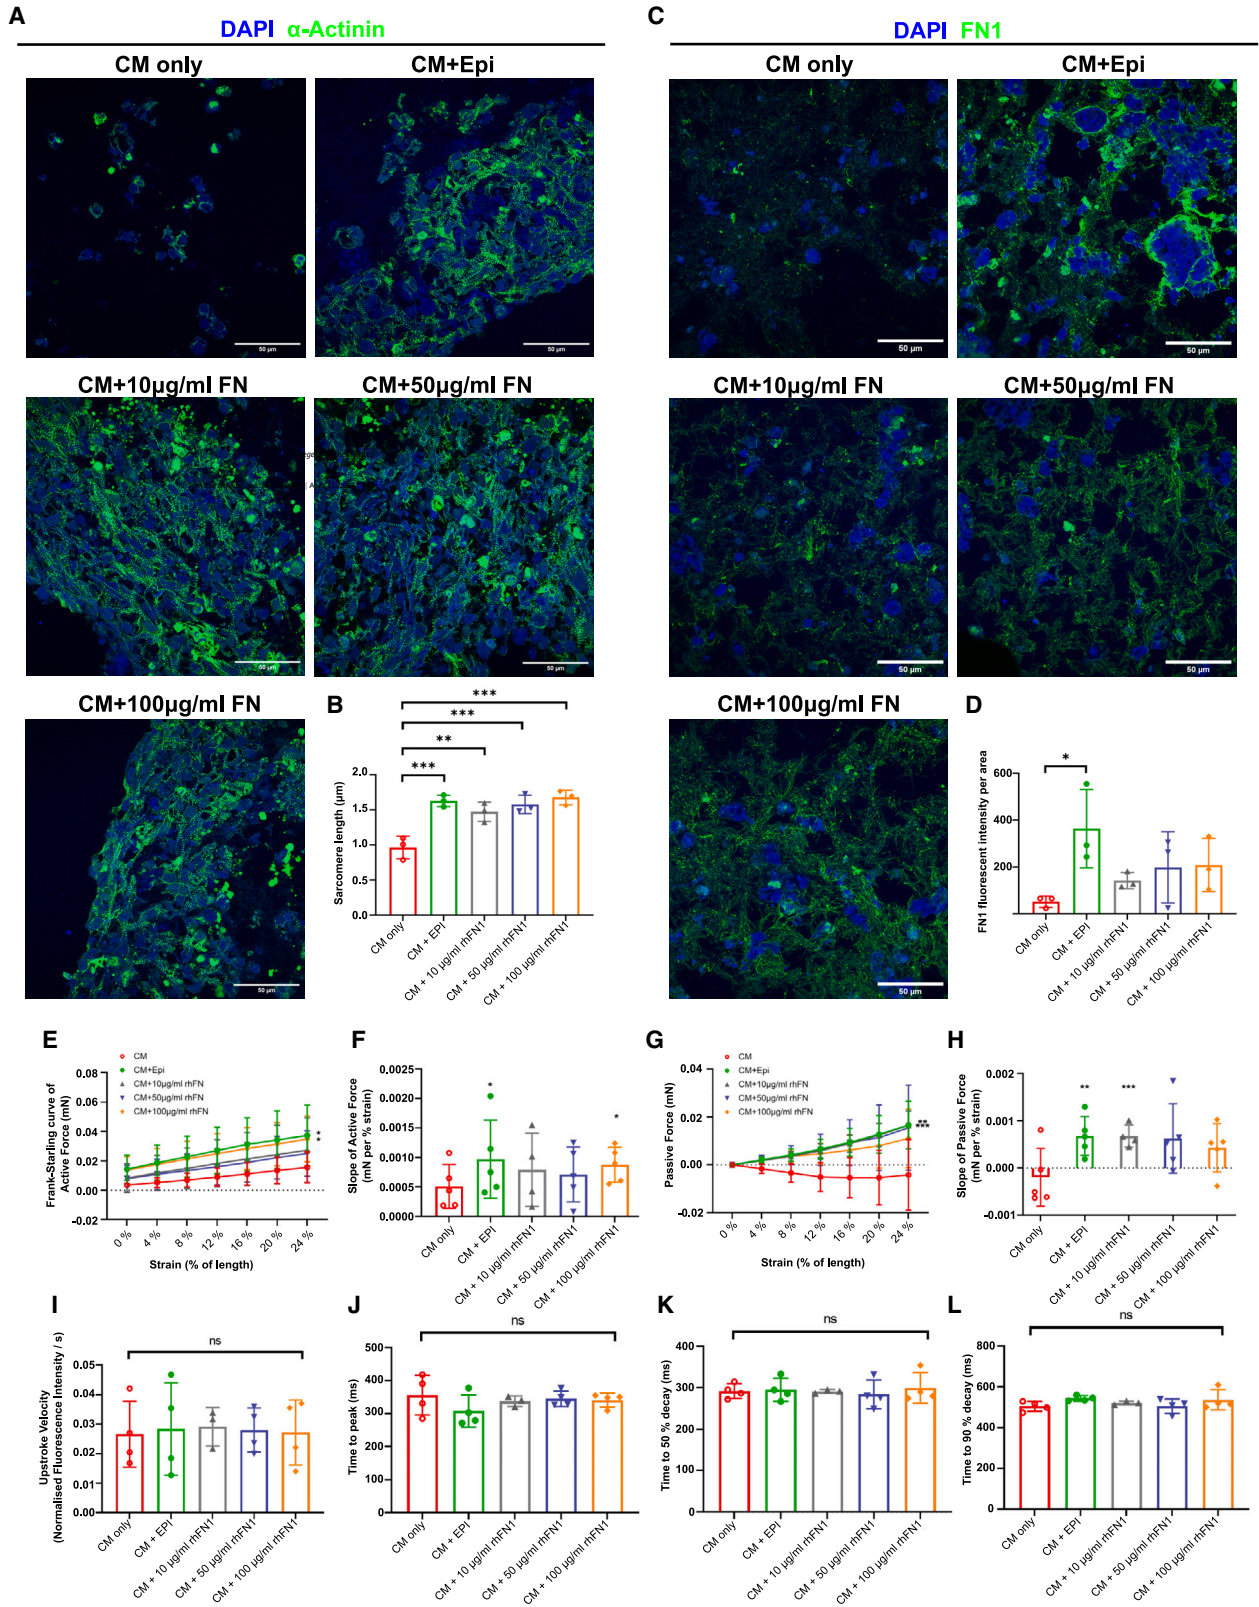 A
DAPI α-Actinin
CM only
CM+Epi
50 µm
50 µm
CM+10µg/ml FN
CM+50µg/ml FN
50 µm
50 µm
CM+100µg/ml FN
50 µm
B
***
***
**
***
Sarcomere length (µm)
2.0
1.5
1.0
0.5
0.0
CM only
CM + EPI
CM + 10 µg/ml rhFN1
CM + 50 µg/ml rhFN1
CM + 100 µg/ml rhFN1
C
DAPI FN1
CM only
CM+Epi
50 µm
50 µm
CM+10µg/ml FN
CM+50µg/ml FN
50 µm
50 µm
CM+100µg/ml FN
50 µm
D
*
FN1 fluorescent intensity per area
600
400
200
CM only
CM + EPI
CM + 10 µg/ml rhFN1
CM + 50 µg/ml rhFN1
CM + 100 µg/ml rhFN1
E
CM
CM+Epi
CM+10µg/ml rhFN
CM+50µg/ml rhFN
CM+100µg/ml rhFN
Frank-Starling curve of
Active Force (mN)
0.08
0.06
0.04
0.02
0.00
-0.02
*
*
0 %
4 %
8 %
12 %
16 %
20 %
24 %
Strain (% of length)
F
Slope of Active Force
(mN per % strain)
0.0025
0.0020
0.0015
0.0010
0.0005
0.0000
*
*
CM only
CM + EPI
CM + 10 µg/ml rhFN1
CM + 50 µg/ml rhFN1
CM + 100 µg/ml rhFN1
G
CM
CM+Epi
CM+10µg/ml rhFN
CM+50µg/ml rhFN
CM+100µg/ml rhFN
Passive Force (mN)
0.04
0.02
0.00
-0.02
**
***
0 %
4 %
8 %
12 %
16 %
20 %
24 %
Strain (% of length)
H
Slope of Passive Force
(mN per % strain)
0.002
0.001
0.000
-0.001
**
***
CM only
CM + EPI
CM + 10 µg/ml rhFN1
CM + 50 µg/ml rhFN1
CM + 100 µg/ml rhFN1
I
ns
Upstroke Velocity
(Normalised Fluorescence Intensity / s)
0.05
0.04
0.03
0.02
0.01
0.00
CM only
CM + EPI
CM + 10 µg/ml rhFN1
CM + 50 µg/ml rhFN1
CM + 100 µg/ml rhFN1
J
ns
Time to peak (ms)
500
400
300
200
100
0
CM only
CM + EPI
CM + 10 µg/ml rhFN1
CM + 50 µg/ml rhFN1
CM + 100 µg/ml rhFN1
K
ns
Time to 50 % decay (ms)
400
300
200
100
0
CM only
CM + EPI
CM + 10 µg/ml rhFN1
CM + 50 µg/ml rhFN1
CM + 100 µg/ml rhFN1
L
ns
Time to 90 % decay (ms)
800
600
400
200
0
CM only
CM + EPI
CM + 10 µg/ml rhFN1
CM + 50 µg/ml rhFN1
CM + 100 µg/ml rhFN1